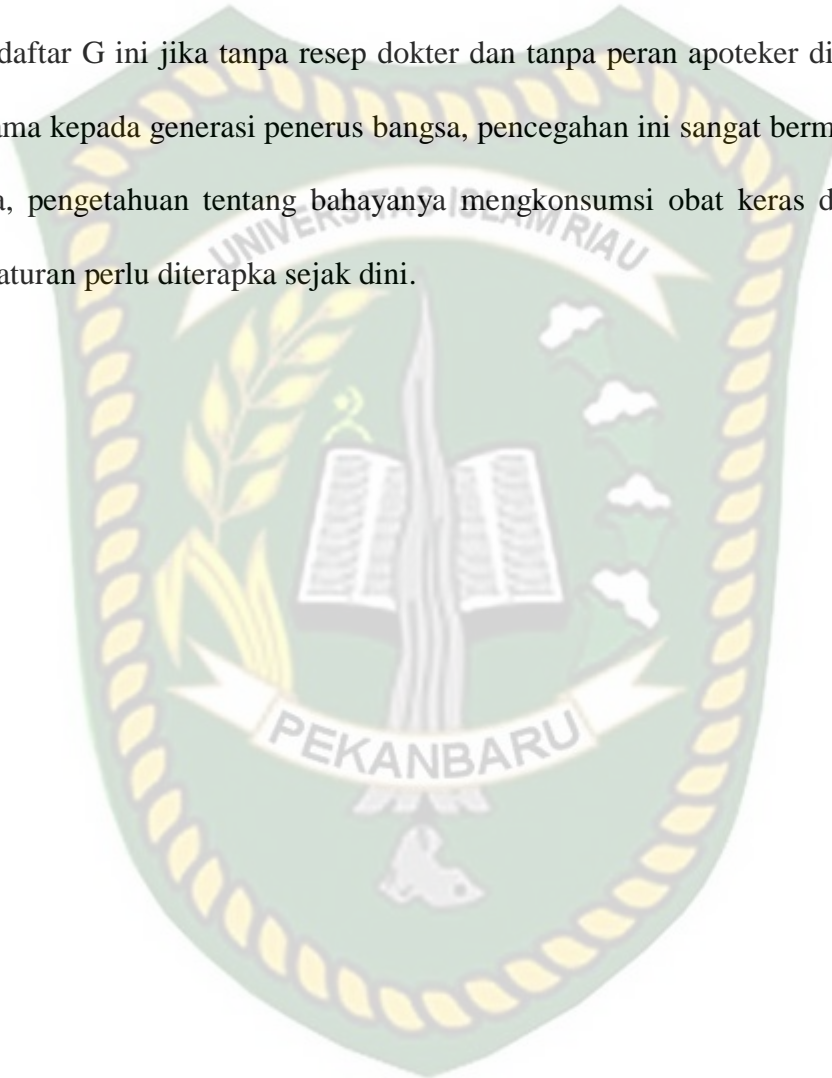 daftar G ini jika tanpa resep dokter dan tanpa peran apoteker di
ama kepada generasi penerus bangsa, pencegahan ini sangat berm
a, pengetahuan tentang bahayanya mengkonsumsi obat keras d
aturan perlu diterapka sejak dini.
UNIVERSITAS ISLAM RIAU
PEKANBARU